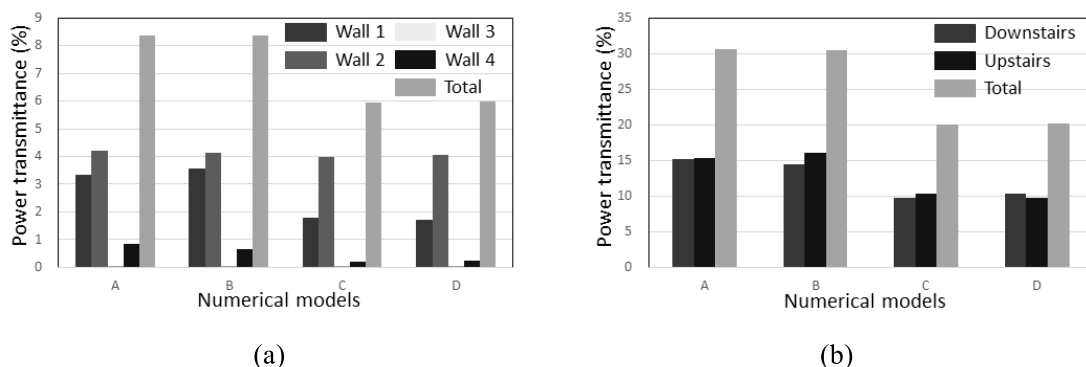 Power transmittance (%)
9
8
7
6
5
4
3
2
1
0
Wall 1
Wall 3
Wall 2
Wall 4
Total
A
B
C
D
Numerical models
(a)
Power transmittance (%)
35
30
25
20
15
10
5
0
Downstairs
Upstairs
Total
A
B
C
D
Numerical models
(b)